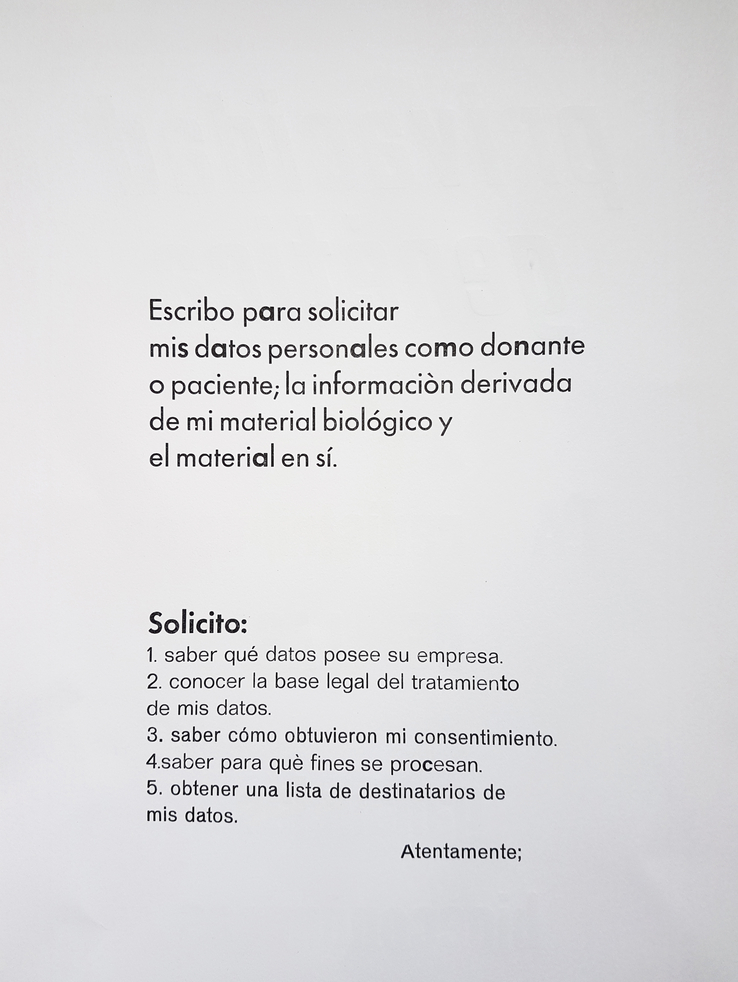 Escribo para solicitar
mis datos personales como donante
o paciente; la informaciòn derivada
de mi material biológico y
el material en sí.
Solicito:
1. saber qué datos posee su empresa.
2. conocer la base legal del tratamiento
de mis datos.
3. saber cómo obtuvieron mi consentimiento.
4.saber para què fines se procesan.
5. obtener una lista de destinatarios de
mis datos.
Atentamente;